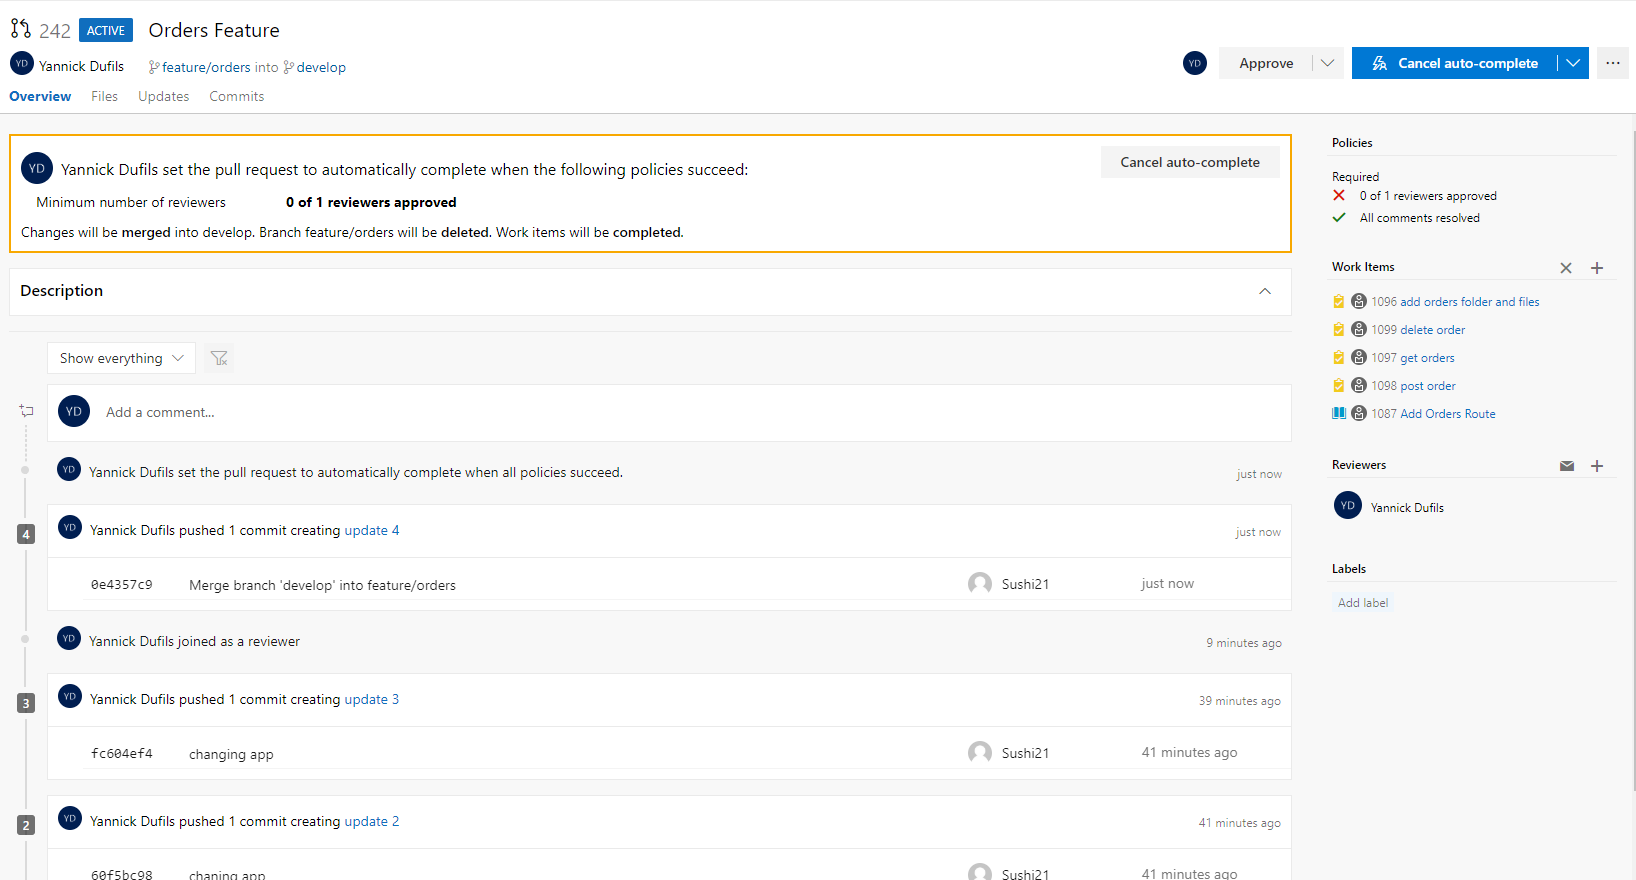 242 ACTIVE Orders Feature
YD Yannick Dufils feature/orders into develop
YD Approve Cancel auto-complete ...
Overview Files Updates Commits
YD Yannick Dufils set the pull request to automatically complete when the following policies succeed:
Cancel auto-complete
Minimum number of reviewers 0 of 1 reviewers approved
Changes will be merged into develop. Branch feature/orders will be deleted. Work items will be completed.
Description
Show everything
YD Add a comment...
YD Yannick Dufils set the pull request to automatically complete when all policies succeed. just now
4 YD Yannick Dufils pushed 1 commit creating update 4 just now
0e4357c9 Merge branch 'develop' into feature/orders Sushi21 just now
YD Yannick Dufils joined as a reviewer 9 minutes ago
3 YD Yannick Dufils pushed 1 commit creating update 3 39 minutes ago
fc604ef4 changing app Sushi21 41 minutes ago
2 YD Yannick Dufils pushed 1 commit creating update 2 41 minutes ago
60f5bc98 chaning app Sushi21 41 minutes ago
Policies
Required
0 of 1 reviewers approved
All comments resolved
Work Items
1096 add orders folder and files
1099 delete order
1097 get orders
1098 post order
1087 Add Orders Route
Reviewers
YD Yannick Dufils
Labels
Add label